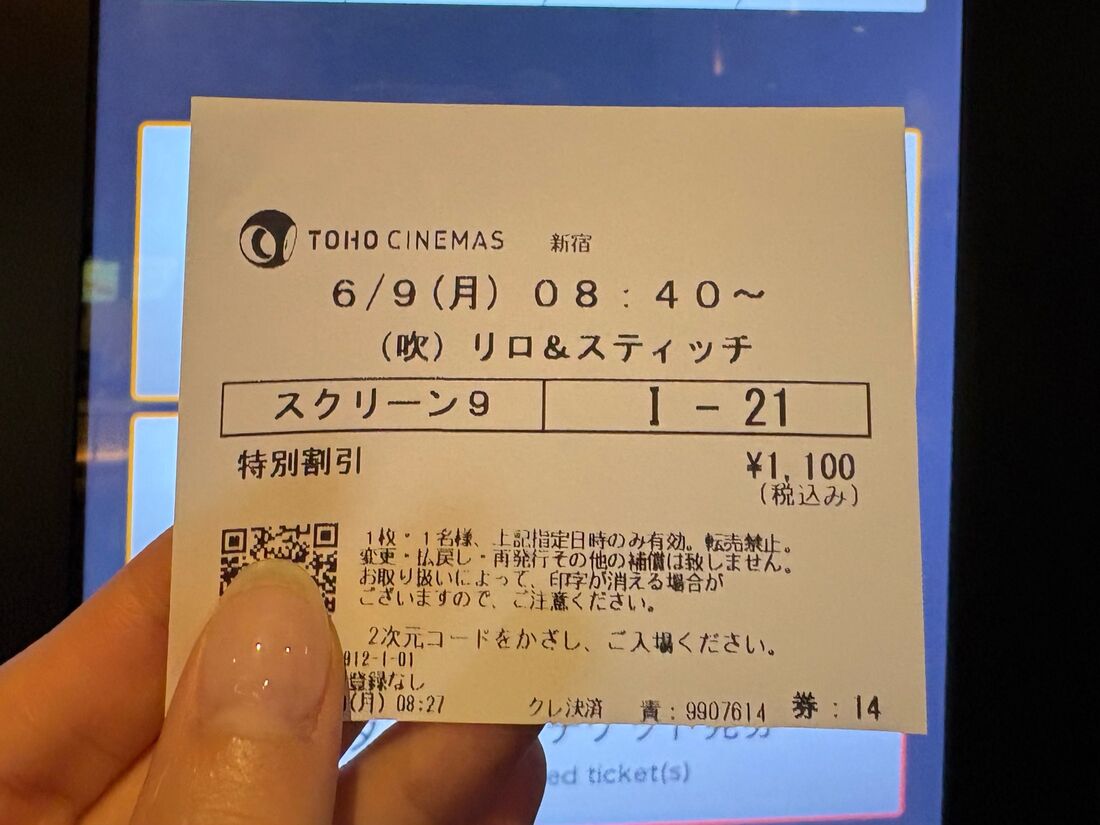 TOHO CINEMAS 新宿
6/9(月) 08:40~
(吹) リロ&スティッチ
スクリーン9 I-21
特別割引 ¥1,100
(税込み)
1枚・1名様、上記指定日時のみ有効。転売禁止。
変更・払戻し・再発行その他の補償は致しません。
お取り扱いによって、印字が消える場合が
ございますので、ご注意ください。
2次元コードをかざし、ご入場ください。
912-1-01
登録なし
(月) 08:27 クレ決済 責:9907614 券:14
ed ticket(s)